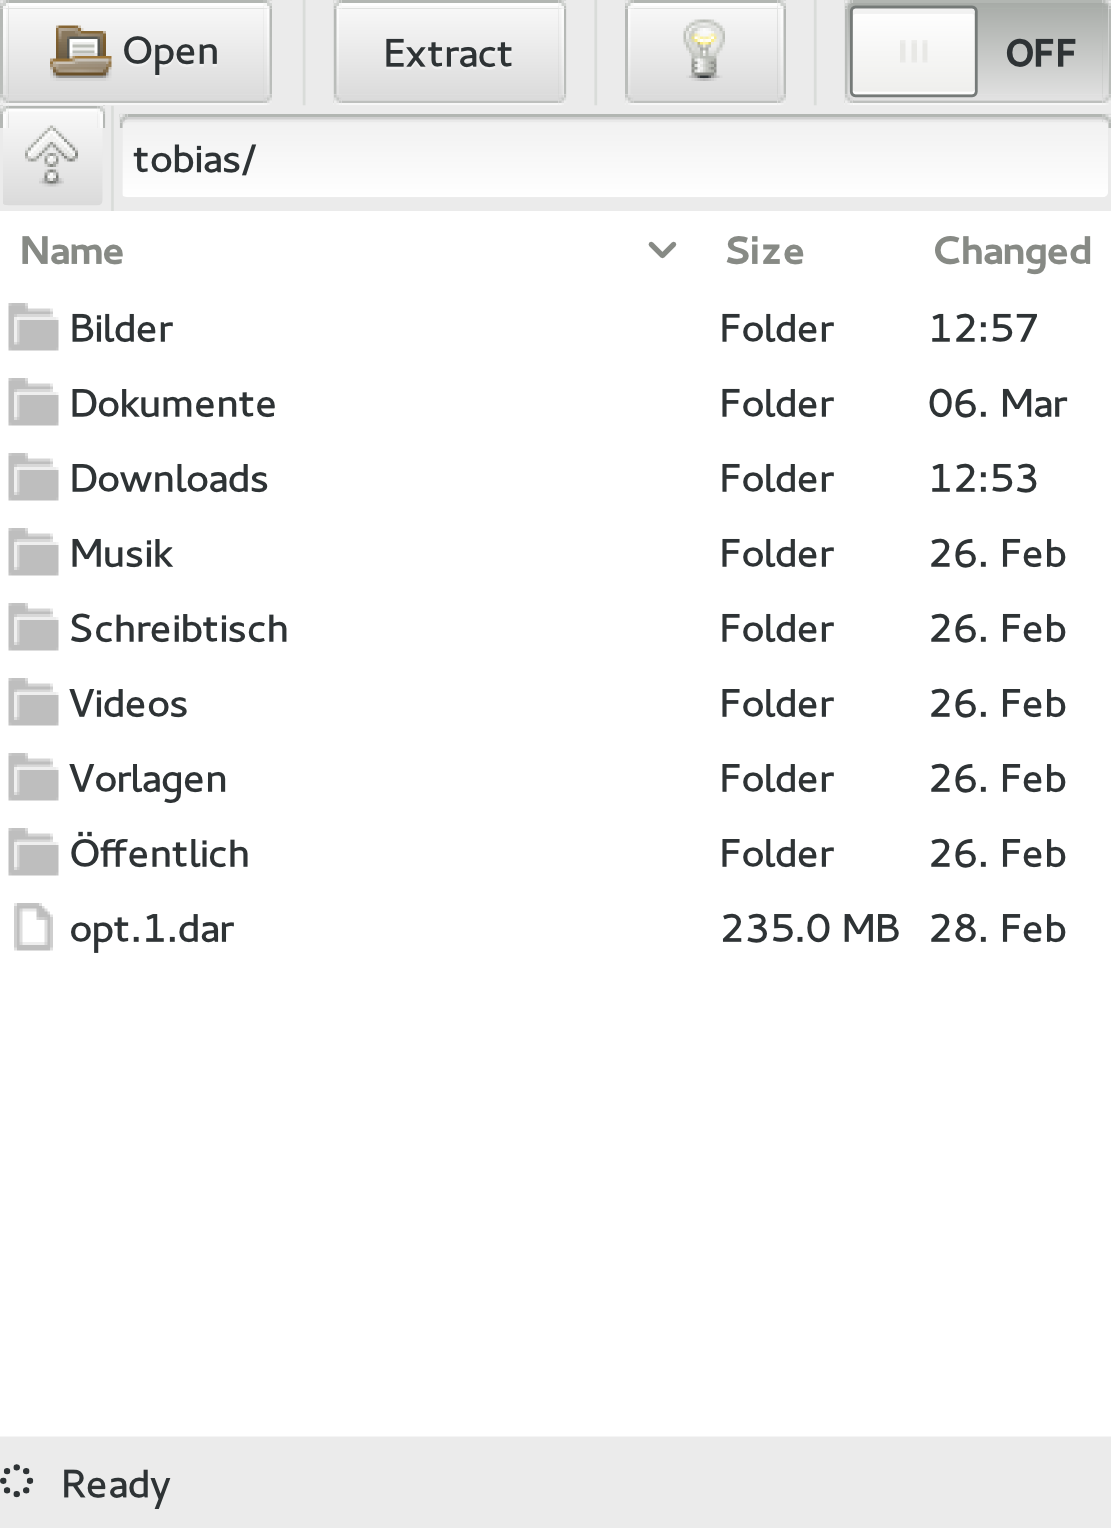 Open Extract OFF
tobias/
Name Size Changed
Bilder Folder 12:57
Dokumente Folder 06. Mar
Downloads Folder 12:53
Musik Folder 26. Feb
Schreibtisch Folder 26. Feb
Videos Folder 26. Feb
Vorlagen Folder 26. Feb
Öffentlich Folder 26. Feb
opt.1.dar 235.0 MB 28. Feb
Ready